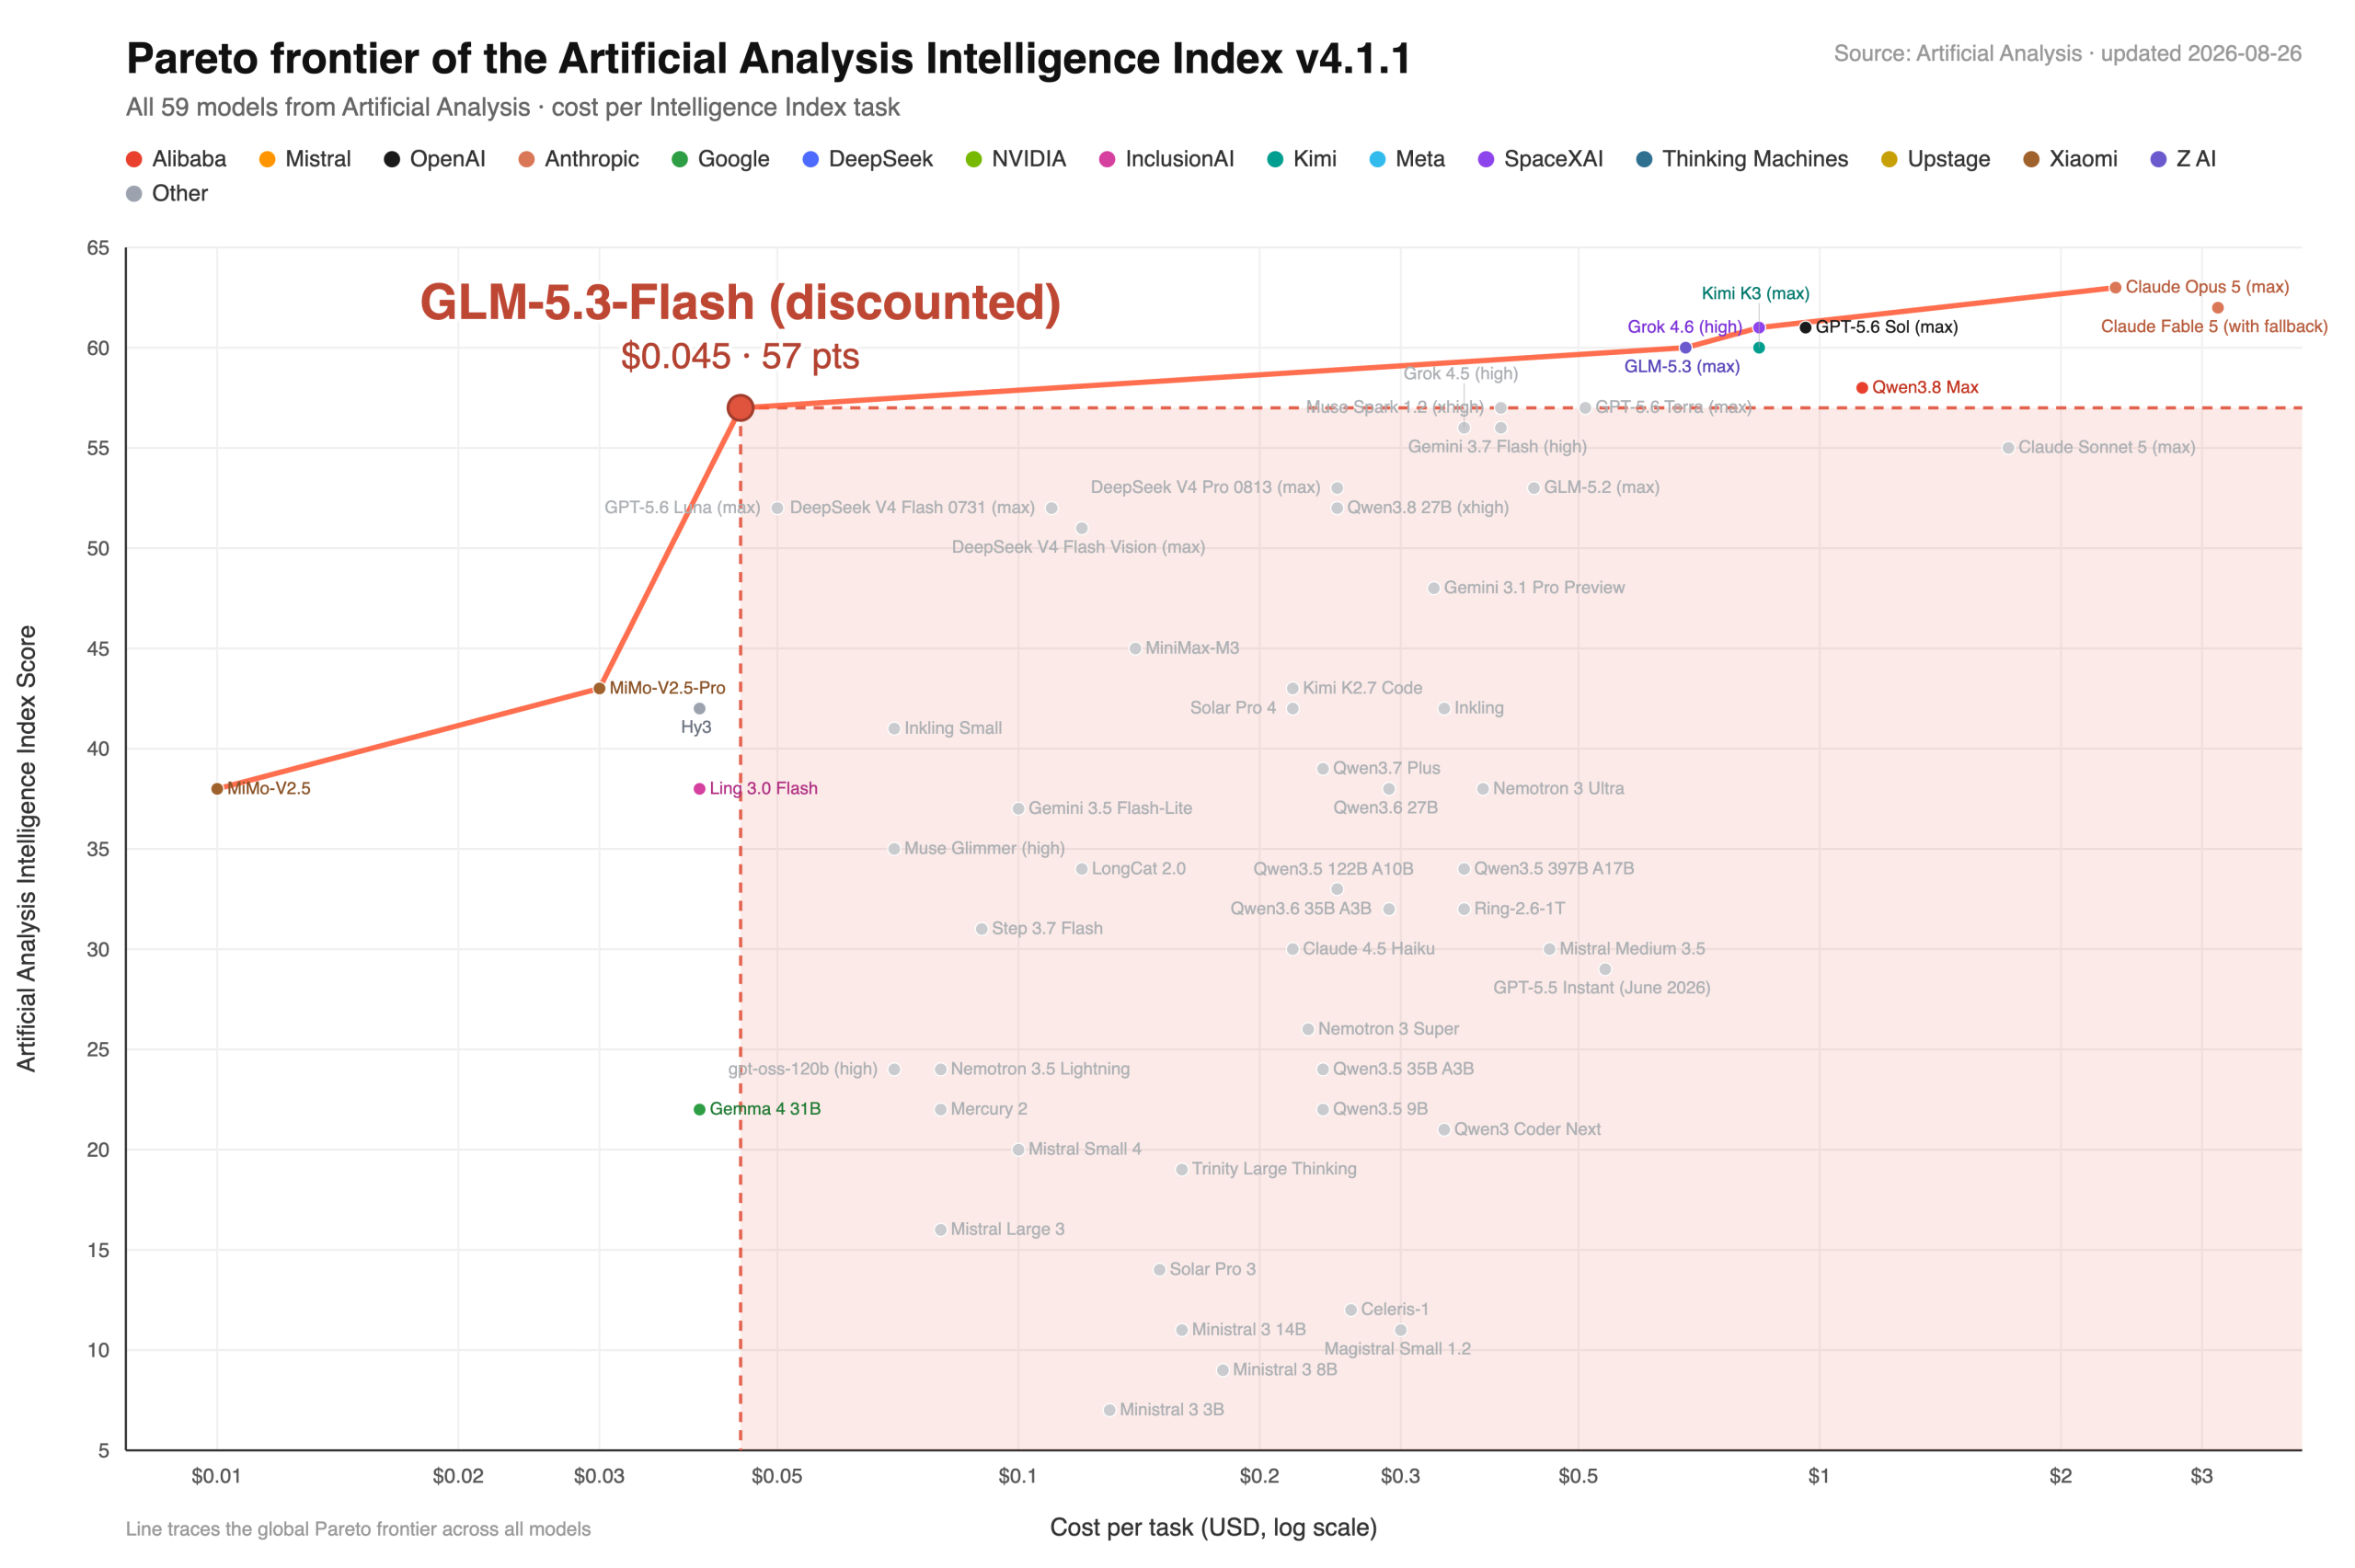 Pareto frontier of the Artificial Analysis Intelligence Index v4.1.1
Source: Artificial Analysis · updated 2026-08-26
All 59 models from Artificial Analysis · cost per Intelligence Index task
Alibaba Mistral OpenAI Anthropic Google DeepSeek NVIDIA InclusionAI Kimi Meta SpaceXAI Thinking Machines Upstage Xiaomi Z AI
Other
65
GLM-5.3-Flash (discounted)
$0.045 · 57 pts
Claude Opus 5 (max)
Kimi K3 (max)
Grok 4.6 (high)
GPT-5.6 Sol (max)
Claude Fable 5 (with fallback)
60
GLM-5.3 (max)
Grok 4.5 (high)
Qwen3.8 Max
Muse Spark 1.2 (xhigh)
GPT-5.6 Terra (max)
55
Gemini 3.7 Flash (high)
Claude Sonnet 5 (max)
DeepSeek V4 Pro 0813 (max)
GLM-5.2 (max)
GPT-5.6 Luna (max)
DeepSeek V4 Flash 0731 (max)
Qwen3.8 27B (xhigh)
50
DeepSeek V4 Flash Vision (max)
Gemini 3.1 Pro Preview
45
MiniMax-M3
MiMo-V2.5-Pro
Kimi K2.7 Code
Hy3
Solar Pro 4
Inkling
Inkling Small
40
Qwen3.7 Plus
MiMo-V2.5
Ling 3.0 Flash
Nemotron 3 Ultra
Gemini 3.5 Flash-Lite
Qwen3.6 27B
35
Muse Glimmer (high)
LongCat 2.0
Qwen3.5 122B A10B
Qwen3.5 397B A17B
Qwen3.6 35B A3B
Ring-2.6-1T
Step 3.7 Flash
30
Claude 4.5 Haiku
Mistral Medium 3.5
GPT-5.5 Instant (June 2026)
Nemotron 3 Super
25
gpt-oss-120b (high)
Nemotron 3.5 Lightning
Qwen3.5 35B A3B
Gemma 4 31B
Mercury 2
Qwen3.5 9B
Qwen3 Coder Next
20
Mistral Small 4
Trinity Large Thinking
Mistral Large 3
15
Solar Pro 3
Celeris-1
Ministral 3 14B
10
Magistral Small 1.2
Ministral 3 8B
Ministral 3 3B
5
Artificial Analysis Intelligence Index Score
$0.01 $0.02 $0.03 $0.05 $0.1 $0.2 $0.3 $0.5 $1 $2 $3
Line traces the global Pareto frontier across all models
Cost per task (USD, log scale)